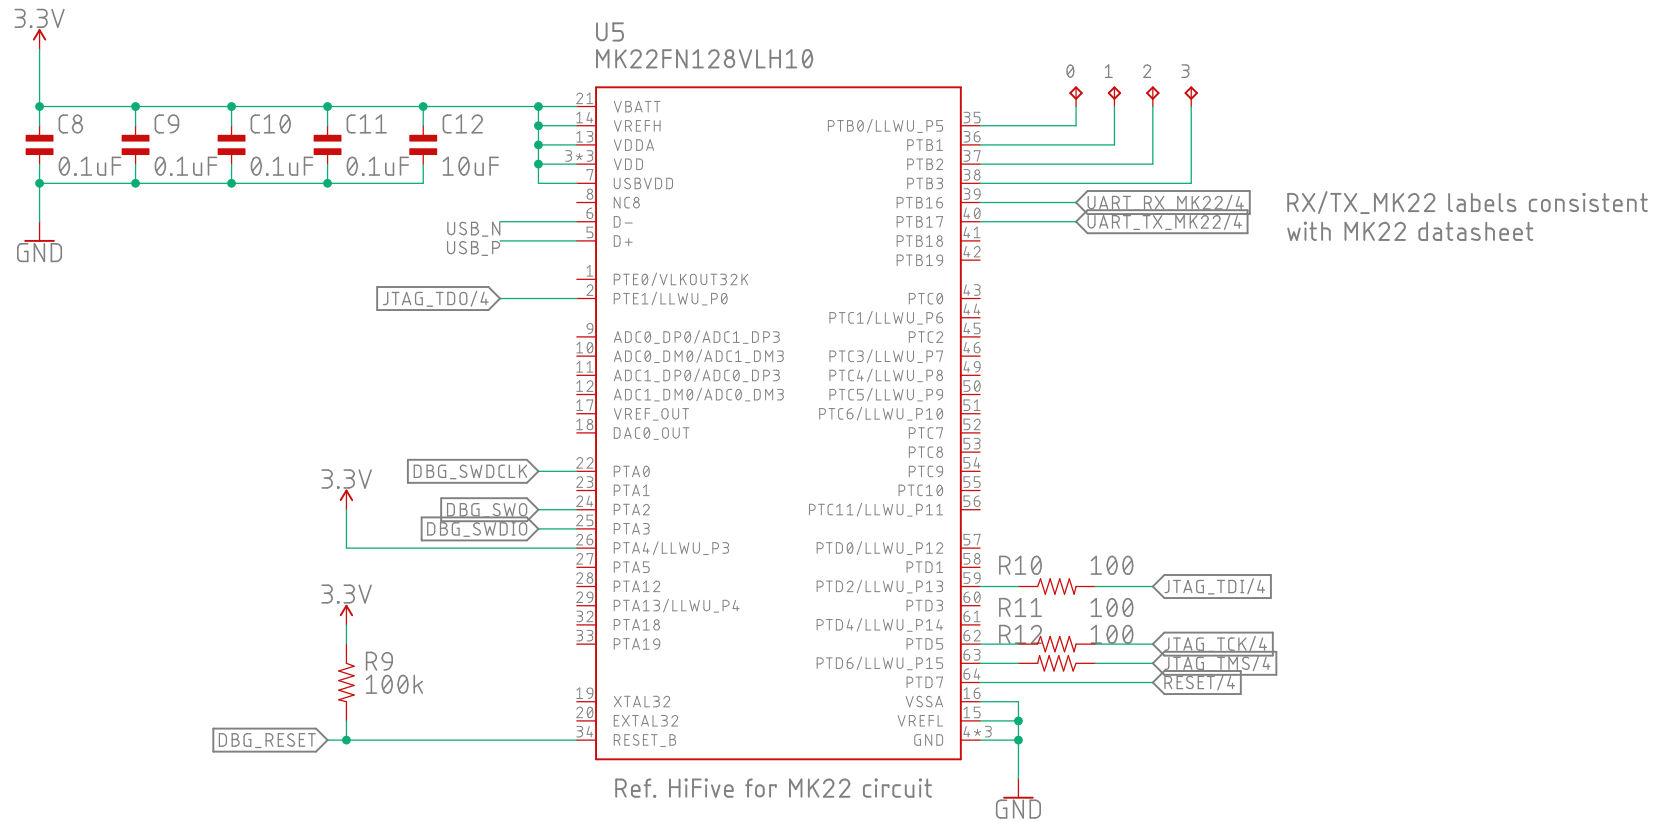 3.3V
U5
MK22FN128VLH10
0 1 2 3
C8 0.1uF
C9 0.1uF
C10 0.1uF
C11 0.1uF
C12 10uF
GND
21 VBATT
14 VREFH
13 VDDA
3*3 VDD
7 USBVDD
8 NC8
USB_N 6 D-
USB_P 5 D+
1 PTE0/VLKOUT32K
JTAG_TDO/4 2 PTE1/LLWU_P0
9 ADC0_DP0/ADC1_DP3
10 ADC0_DM0/ADC1_DM3
11 ADC1_DP0/ADC0_DP3
12 ADC1_DM0/ADC0_DM3
17 VREF_OUT
18 DAC0_OUT
DBG_SWDCLK 22 PTA0
23 PTA1
DBG_SWO 24 PTA2
DBG_SWDIO 25 PTA3
3.3V
26 PTA4/LLWU_P3
27 PTA5
28 PTA12
29 PTA13/LLWU_P4
32 PTA18
33 PTA19
3.3V
R9
100k
19 XTAL32
20 EXTAL32
DBG_RESET 34 RESET_B
PTB0/LLWU_P5 35
PTB1 36
PTB2 37
PTB3 38
PTB16 39 UART_RX_MK22/4
PTB17 40 UART_TX_MK22/4
PTB18 41
PTB19 42
RX/TX_MK22 labels consistent
with MK22 datasheet
PTC0 43
PTC1/LLWU_P6 44
PTC2 45
PTC3/LLWU_P7 46
PTC4/LLWU_P8 49
PTC5/LLWU_P9 50
PTC6/LLWU_P10 51
PTC7 52
PTC8 53
PTC9 54
PTC10 55
PTC11/LLWU_P11 56
PTD0/LLWU_P12 57
PTD1 58
R10 100
PTD2/LLWU_P13 59 JTAG_TDI/4
PTD3 60
R11 100
PTD4/LLWU_P14 61
R12 100
PTD5 62 JTAG_TCK/4
PTD6/LLWU_P15 63 JTAG_TMS/4
PTD7 64 RESET/4
VSSA 16
VREFL 15
GND 4*3
GND
Ref. HiFive for MK22 circuit